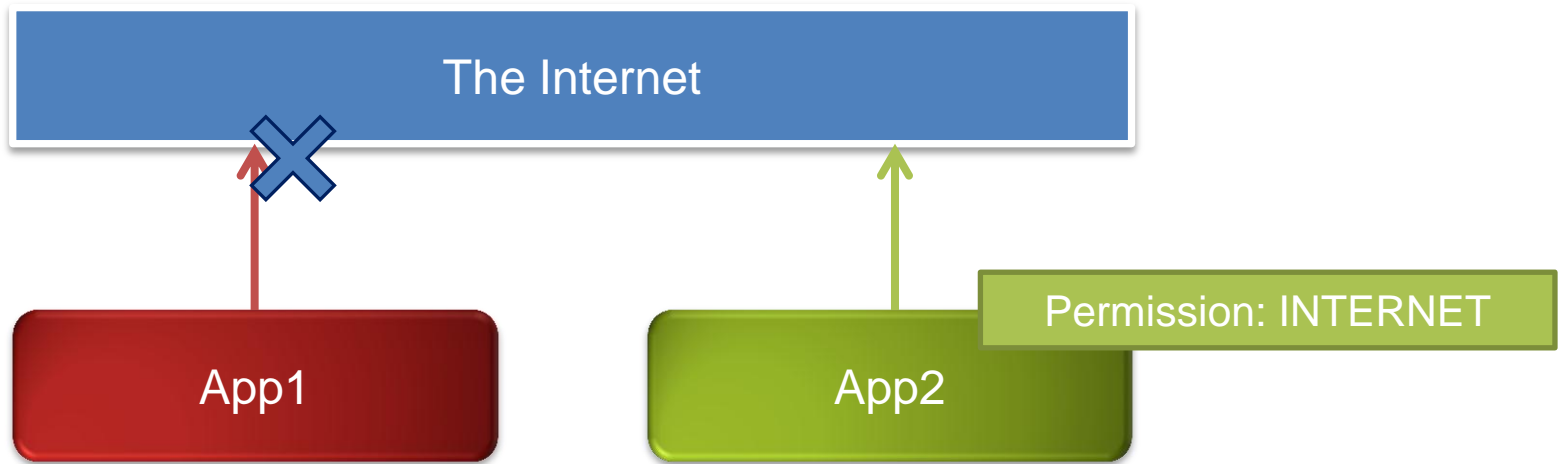 The Internet
Permission: INTERNET
App1
App2